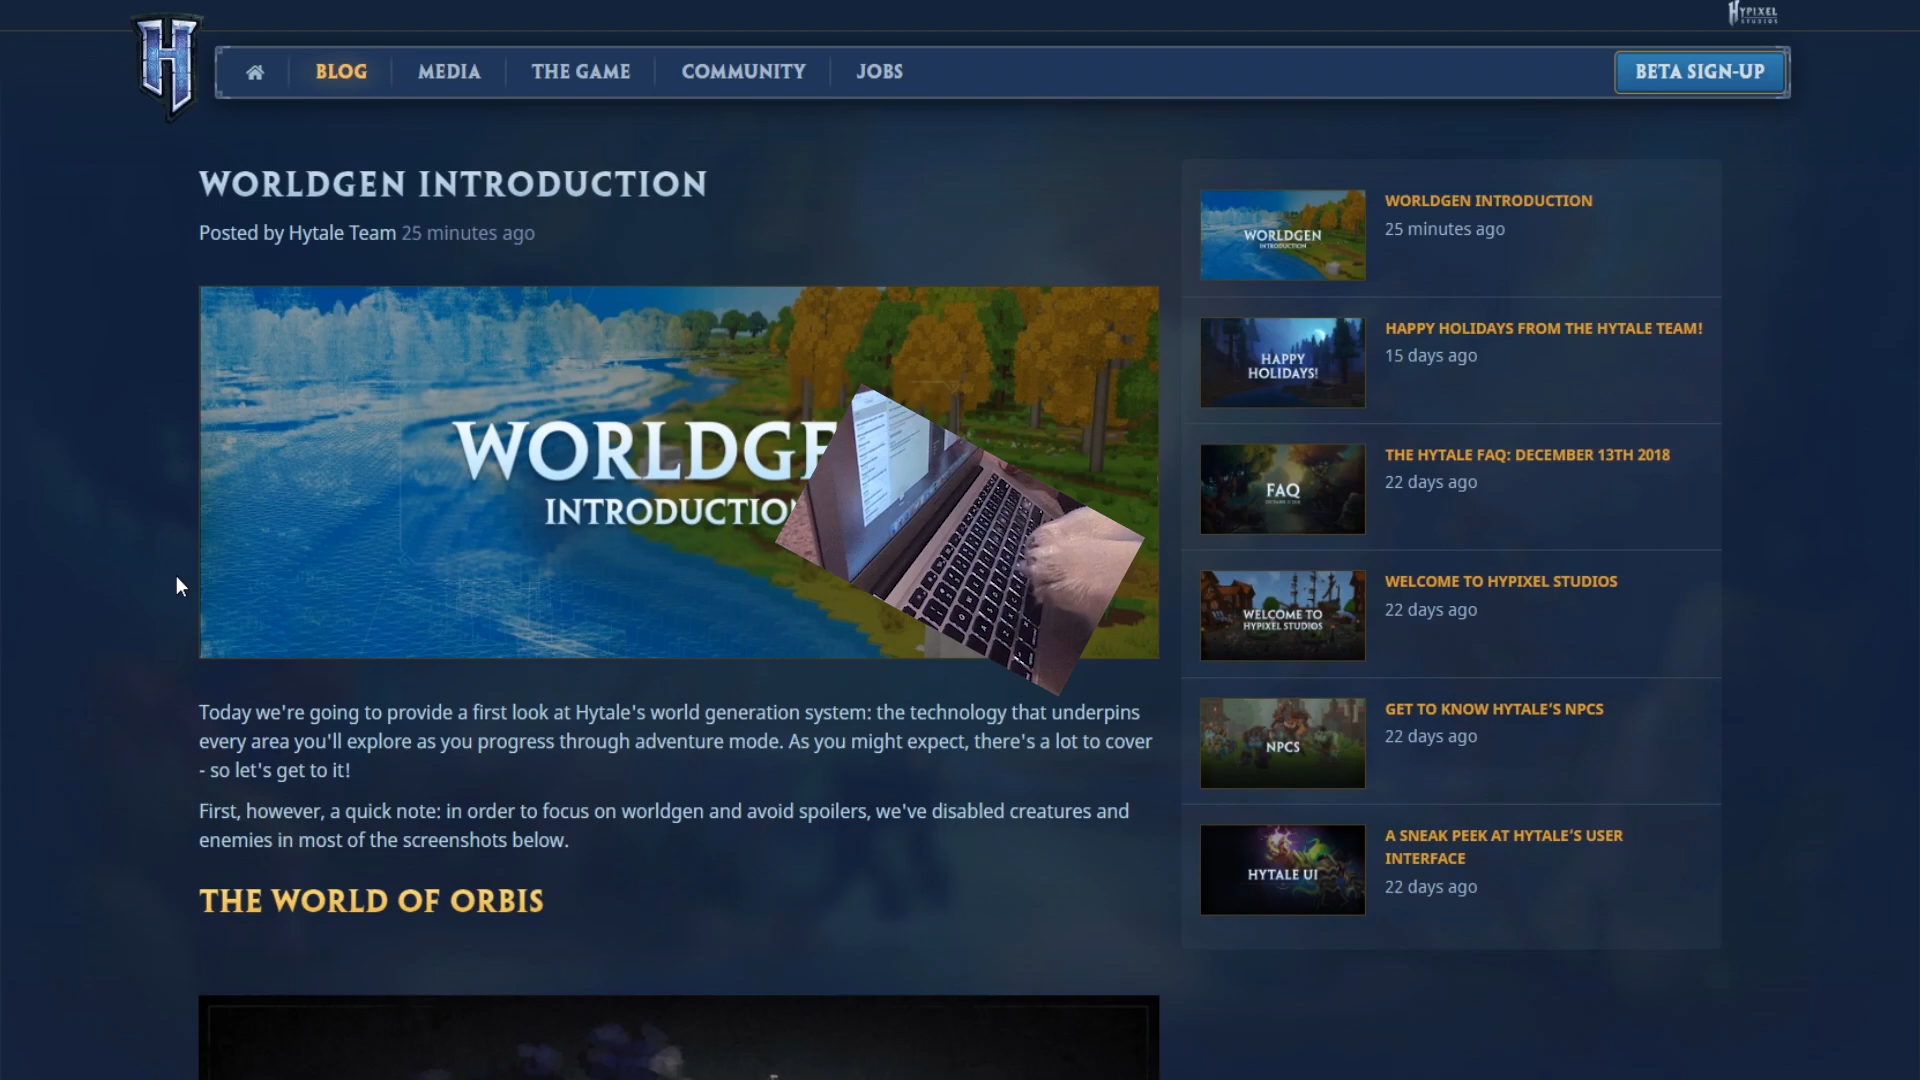 HYPIXEL
STUDIOS
H
BLOG
MEDIA
THE GAME
COMMUNITY
JOBS
BETA SIGN-UP
WORLDGEN INTRODUCTION
Posted by Hytale Team 25 minutes ago
WORLDGE
INTRODUCTIO
Today we're going to provide a first look at Hytale's world generation system: the technology that underpins
every area you'll explore as you progress through adventure mode. As you might expect, there's a lot to cover
- so let's get to it!
First, however, a quick note: in order to focus on worldgen and avoid spoilers, we've disabled creatures and
enemies in most of the screenshots below.
THE WORLD OF ORBIS
WORLDGEN
INTRODUCTION
WORLDGEN INTRODUCTION
25 minutes ago
HAPPY
HOLIDAYS!
HAPPY HOLIDAYS FROM THE HYTALE TEAM!
15 days ago
FAQ
THE HYTALE FAQ: DECEMBER 13TH 2018
22 days ago
WELCOME TO
HYPIXEL STUDIOS
WELCOME TO HYPIXEL STUDIOS
22 days ago
NPCS
GET TO KNOW HYTALE’S NPCS
22 days ago
HYTALE UI
A SNEAK PEEK AT HYTALE’S USER
INTERFACE
22 days ago